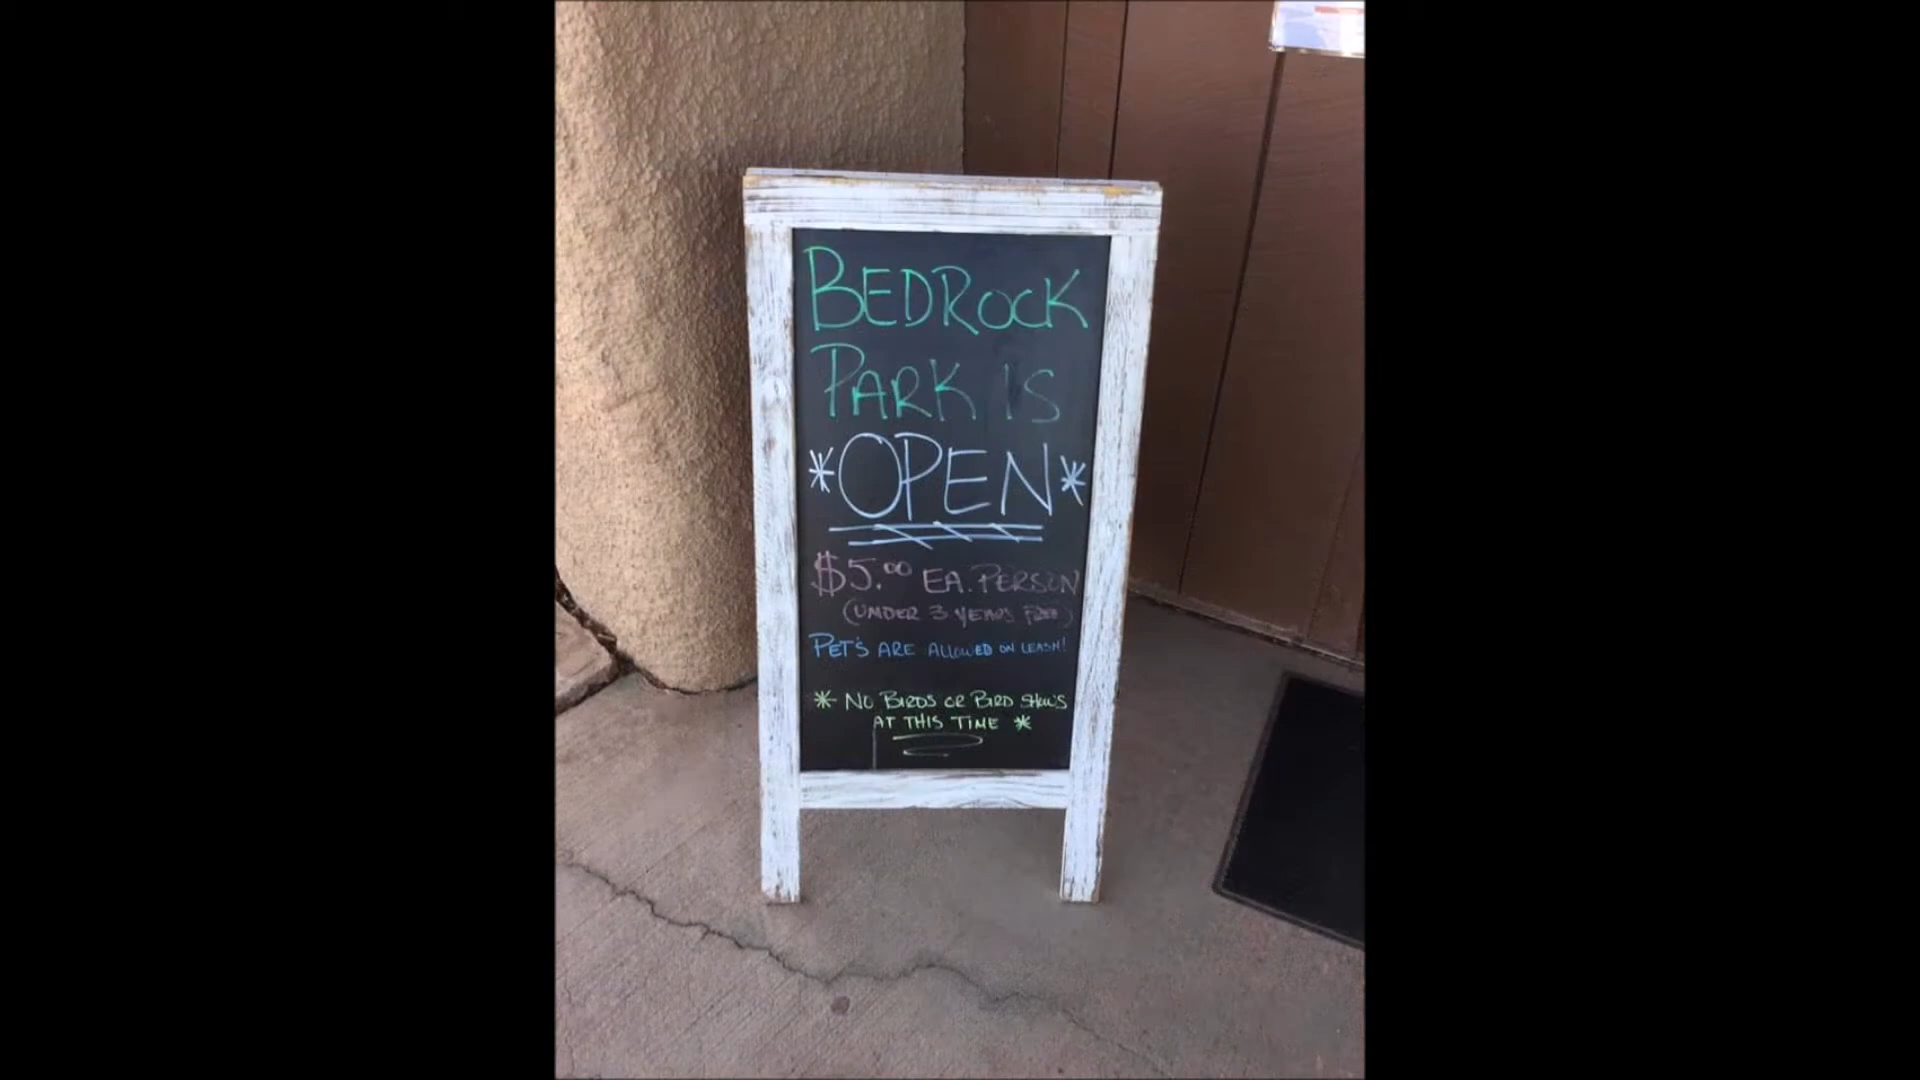 BEDROCK
PARK IS
*OPEN*
$5.00 EA. PERSON
(UNDER 3 YEARS FREE)
PET'S ARE ALLOWED ON LEASH!
* NO BIRDS OR BIRD SHOWS
AT THIS TIME *